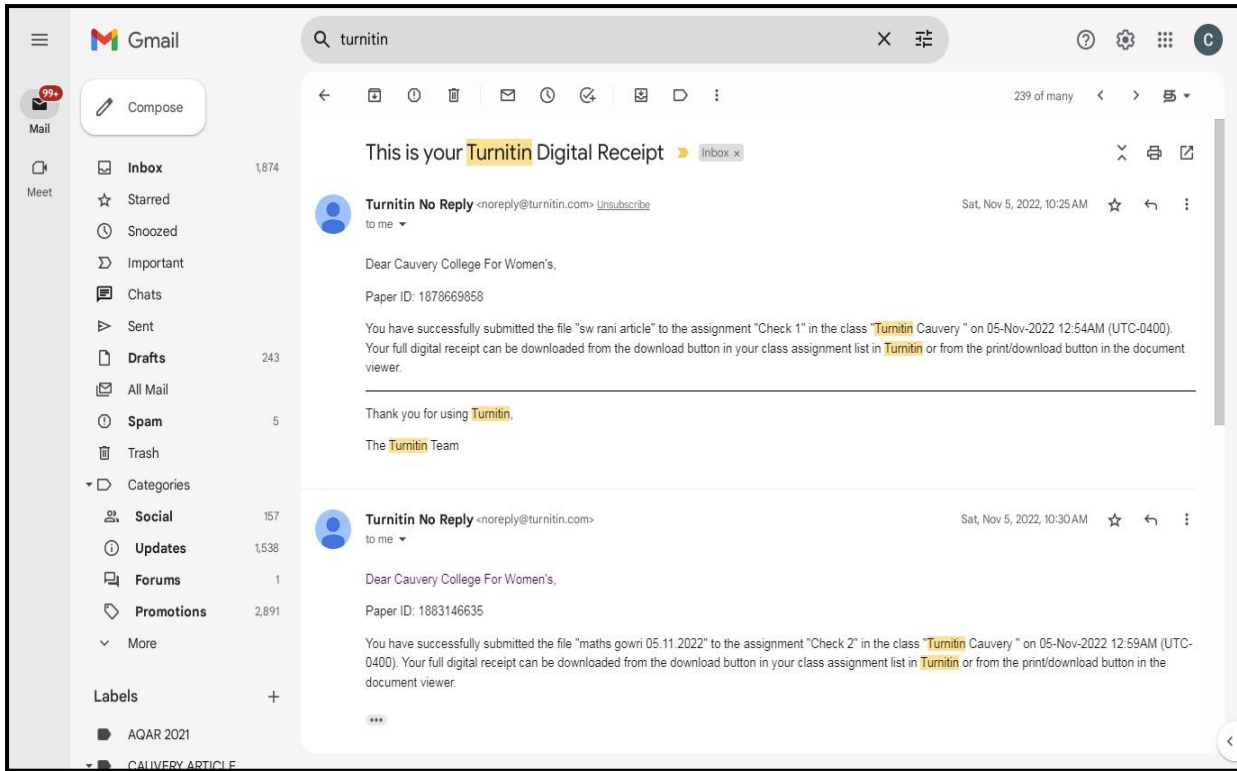 Gmail
turnitin
C
99+
Mail
Compose
239 of many
Meet
Inbox 1,874
Starred
Snoozed
Important
Chats
Sent
Drafts 243
All Mail
Spam 5
Trash
Categories
Social 157
Updates 1,538
Forums 1
Promotions 2,891
More
Labels +
AQAR 2021
CAUVERY ARTICLE
This is your Turnitin Digital Receipt Inbox x
Turnitin No Reply <noreply@turnitin.com> Unsubscribe Sat, Nov 5, 2022, 10:25 AM
to me
Dear Cauvery College For Women's,
Paper ID: 1878669858
You have successfully submitted the file "sw rani article" to the assignment "Check 1" in the class "Turnitin Cauvery " on 05-Nov-2022 12:54AM (UTC-0400).
Your full digital receipt can be downloaded from the download button in your class assignment list in Turnitin or from the print/download button in the document
viewer.
Thank you for using Turnitin,
The Turnitin Team
Turnitin No Reply <noreply@turnitin.com> Sat, Nov 5, 2022, 10:30 AM
to me
Dear Cauvery College For Women's,
Paper ID: 1883146635
You have successfully submitted the file "maths gowri 05.11.2022" to the assignment "Check 2" in the class "Turnitin Cauvery " on 05-Nov-2022 12:59AM (UTC-
0400). Your full digital receipt can be downloaded from the download button in your class assignment list in Turnitin or from the print/download button in the
document viewer.